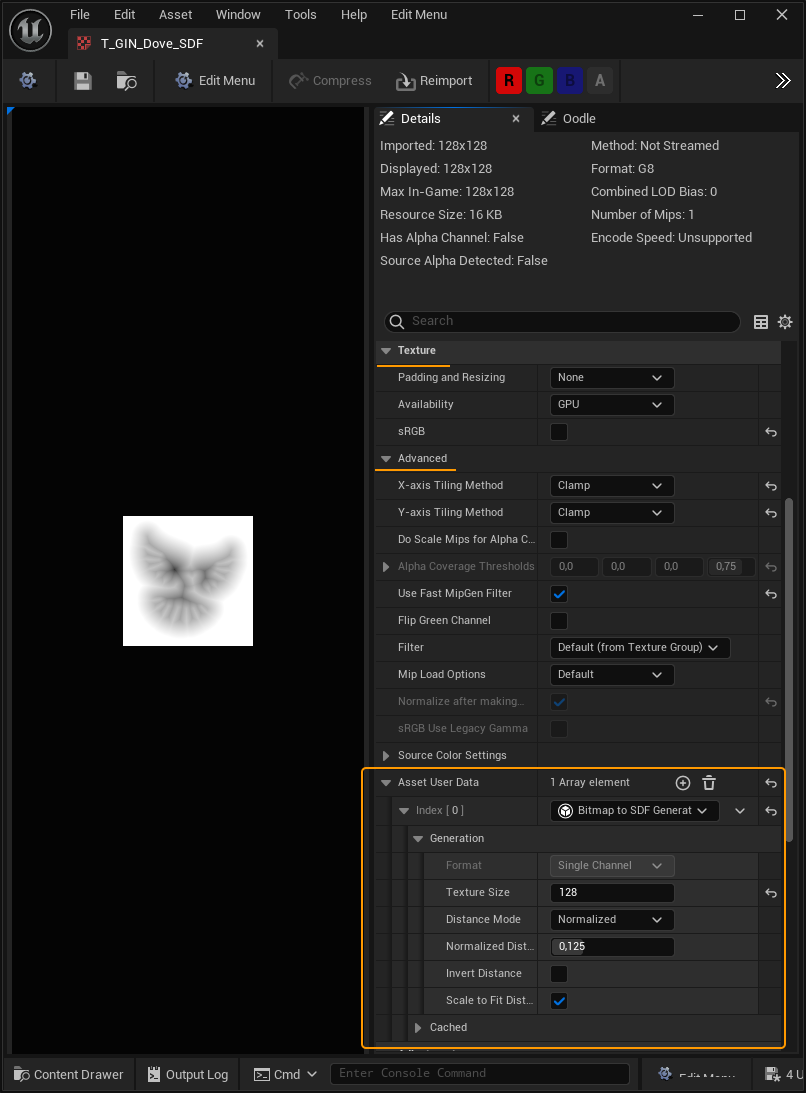 File Edit Asset Window Tools Help Edit Menu
T_GIN_Dove_SDF
Edit Menu Compress Reimport R G B A
Details Oodle
Imported: 128x128 Method: Not Streamed
Displayed: 128x128 Format: G8
Max In-Game: 128x128 Combined LOD Bias: 0
Resource Size: 16 KB Number of Mips: 1
Has Alpha Channel: False Encode Speed: Unsupported
Source Alpha Detected: False
Search
Texture
Padding and Resizing None
Availability GPU
sRGB
Advanced
X-axis Tiling Method Clamp
Y-axis Tiling Method Clamp
Do Scale Mips for Alpha C...
Alpha Coverage Thresholds 0,0 0,0 0,0 0,75
Use Fast MipGen Filter
Flip Green Channel
Filter Default (from Texture Group)
Mip Load Options Default
Normalize after making...
sRGB Use Legacy Gamma
Source Color Settings
Asset User Data 1 Array element
Index [ 0 ] Bitmap to SDF Generat
Generation
Format Single Channel
Texture Size 128
Distance Mode Normalized
Normalized Dist... 0,125
Invert Distance
Scale to Fit Dist...
Cached
Content Drawer Output Log Cmd Enter Console Command Edit Menu 4 U